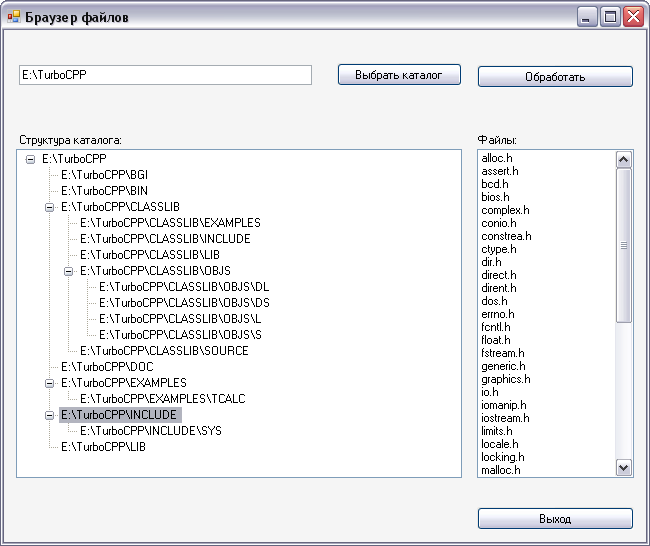 Браузер файлов
E:\TurboCPP
Выбрать каталог
Обработать
Структура каталога:
E:\TurboCPP
E:\TurboCPP\BGI
E:\TurboCPP\BIN
E:\TurboCPP\CLASSLIB
E:\TurboCPP\CLASSLIB\EXAMPLES
E:\TurboCPP\CLASSLIB\INCLUDE
E:\TurboCPP\CLASSLIB\LIB
E:\TurboCPP\CLASSLIB\OBJS
E:\TurboCPP\CLASSLIB\OBJS\DL
E:\TurboCPP\CLASSLIB\OBJS\DS
E:\TurboCPP\CLASSLIB\OBJS\L
E:\TurboCPP\CLASSLIB\OBJS\S
E:\TurboCPP\CLASSLIB\SOURCE
E:\TurboCPP\DOC
E:\TurboCPP\EXAMPLES
E:\TurboCPP\EXAMPLES\TCALC
E:\TurboCPP\INCLUDE
E:\TurboCPP\INCLUDE\SYS
E:\TurboCPP\LIB
Файлы:
alloc.h
assert.h
bcd.h
bios.h
complex.h
conio.h
constrea.h
ctype.h
dir.h
direct.h
dirent.h
dos.h
errno.h
fcntl.h
float.h
fstream.h
generic.h
graphics.h
io.h
iomanip.h
iostream.h
limits.h
locale.h
locking.h
malloc.h
Выход